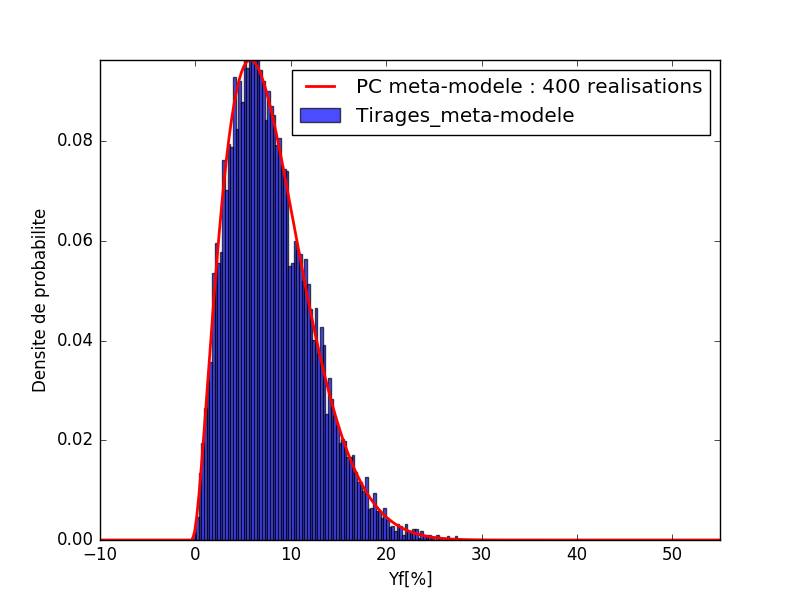 PC meta-modele : 400 realisations
Tirages_meta-modele
0.08
0.06
0.04
0.02
0.00
Densite de probabilite
−10 0 10 20 30 40 50
Yf[%]